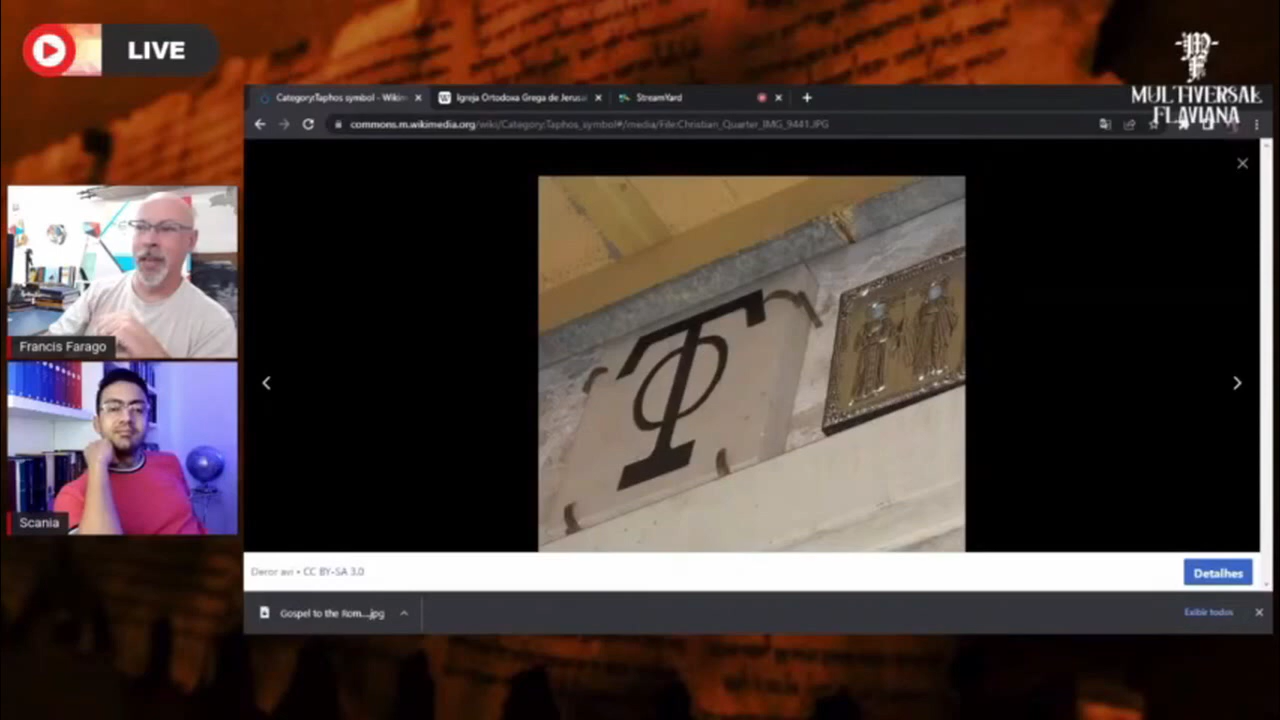 LIVE
MULTIVERSAL
FLAVIANA
Category:Taphos symbol - Wikim
Igreja Ortodoxa Grega de Jerusa
StreamYard
commons.m.wikimedia.org/wiki/Category:Taphos_symbol#/media/File:Christian_Quarter_IMG_9441.JPG
Francis Farago
Scania
Deror avi • CC BY-SA 3.0
Detalhes
Gospel to the Rom....jpg
Exibir todos